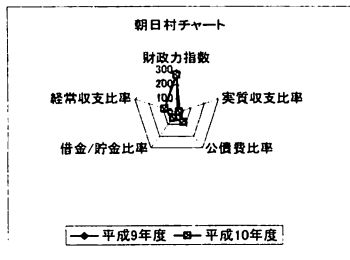 朝日村チャート
財政力指数
300
200
100
経常収支比率
実質収支比率
借金/貯金比率
公債費比率
平成9年度
平成10年度